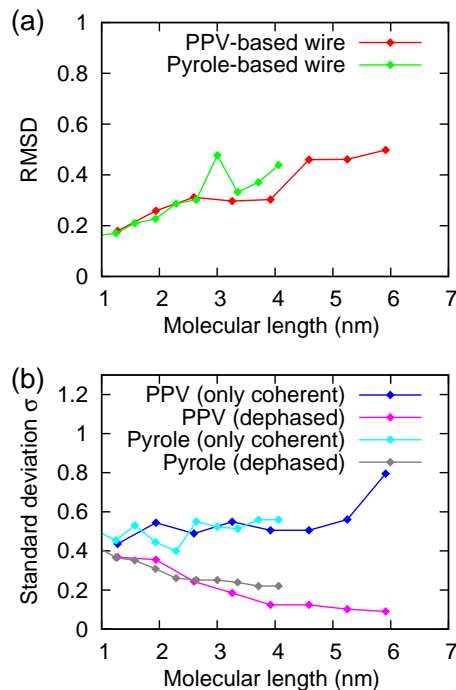 (a)
PPV-based wire
Pyrole-based wire
1
0.8
0.6
0.4
0.2
0
RMSD
1 2 3 4 5 6 7
Molecular length (nm)
(b)
PPV (only coherent)
PPV (dephased)
Pyrole (only coherent)
Pyrole (dephased)
1.2
1
0.8
0.6
0.4
0.2
0
Standard deviation σ
1 2 3 4 5 6 7
Molecular length (nm)